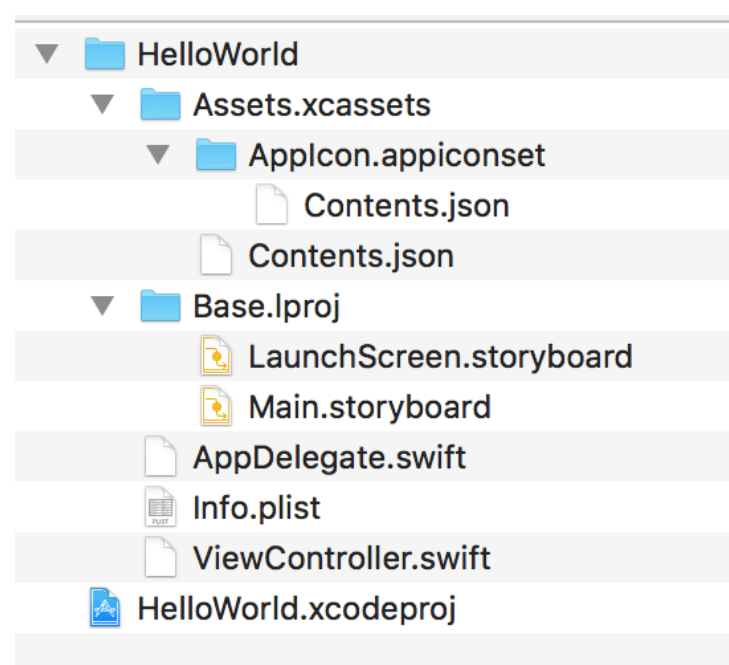 HelloWorld
Assets.xcassets
AppIcon.appiconset
Contents.json
Contents.json
Base.lproj
LaunchScreen.storyboard
Main.storyboard
AppDelegate.swift
PLIST
Info.plist
ViewController.swift
HelloWorld.xcodeproj